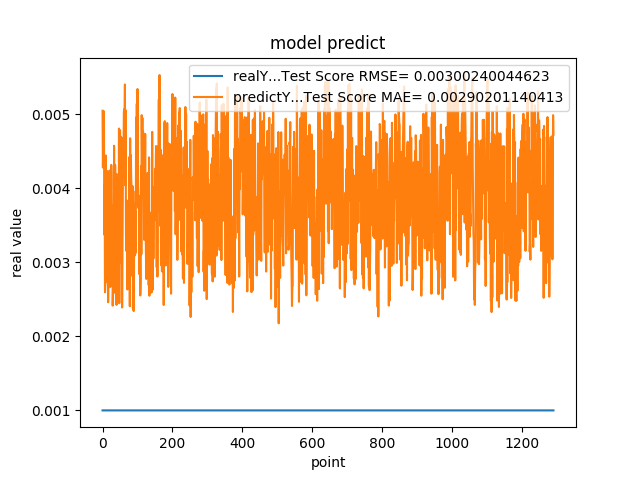 model predict
realY...Test Score RMSE= 0.00300240044623
predictY...Test Score MAE= 0.00290201140413
0.005
0.004
0.003
0.002
0.001
real value
0 200 400 600 800 1000 1200
point